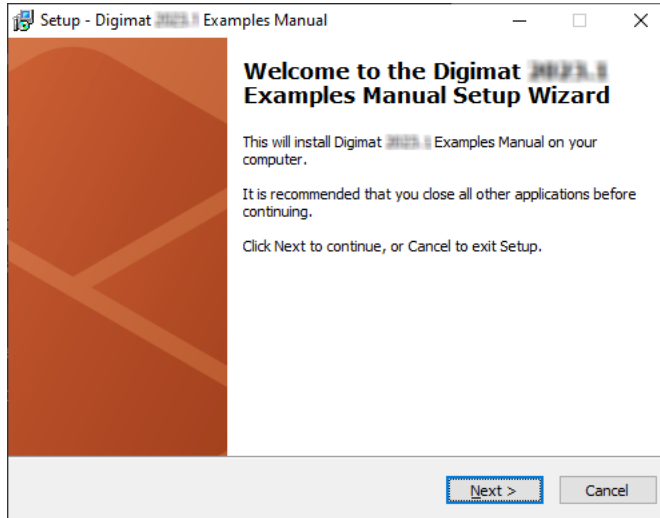 Setup - Digimat Examples Manual
Welcome to the Digimat
Examples Manual Setup Wizard
This will install Digimat Examples Manual on your
computer.
It is recommended that you close all other applications before
continuing.
Click Next to continue, or Cancel to exit Setup.
Next >
Cancel